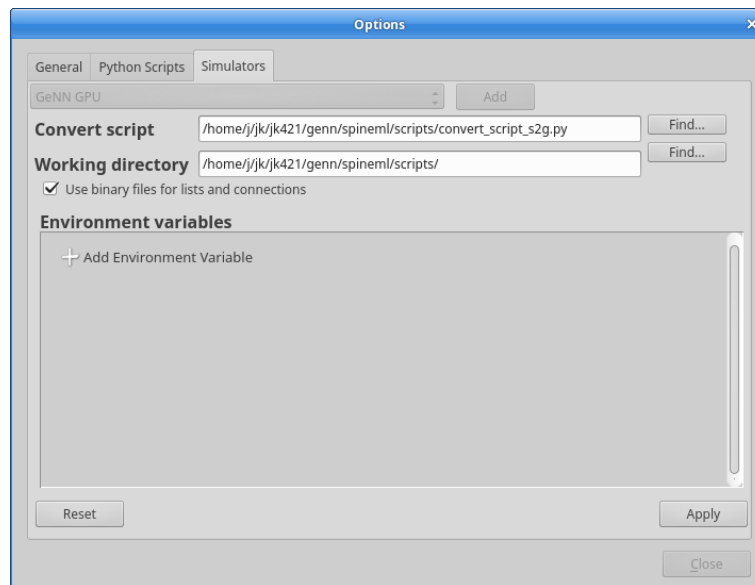 Options
General Python Scripts Simulators
GeNN GPU Add
Convert script /home/j/jk/jk421/genn/spineml/scripts/convert_script_s2g.py Find...
Working directory /home/j/jk/jk421/genn/spineml/scripts/ Find...
Use binary files for lists and connections
Environment variables
Add Environment Variable
Reset Apply
Close